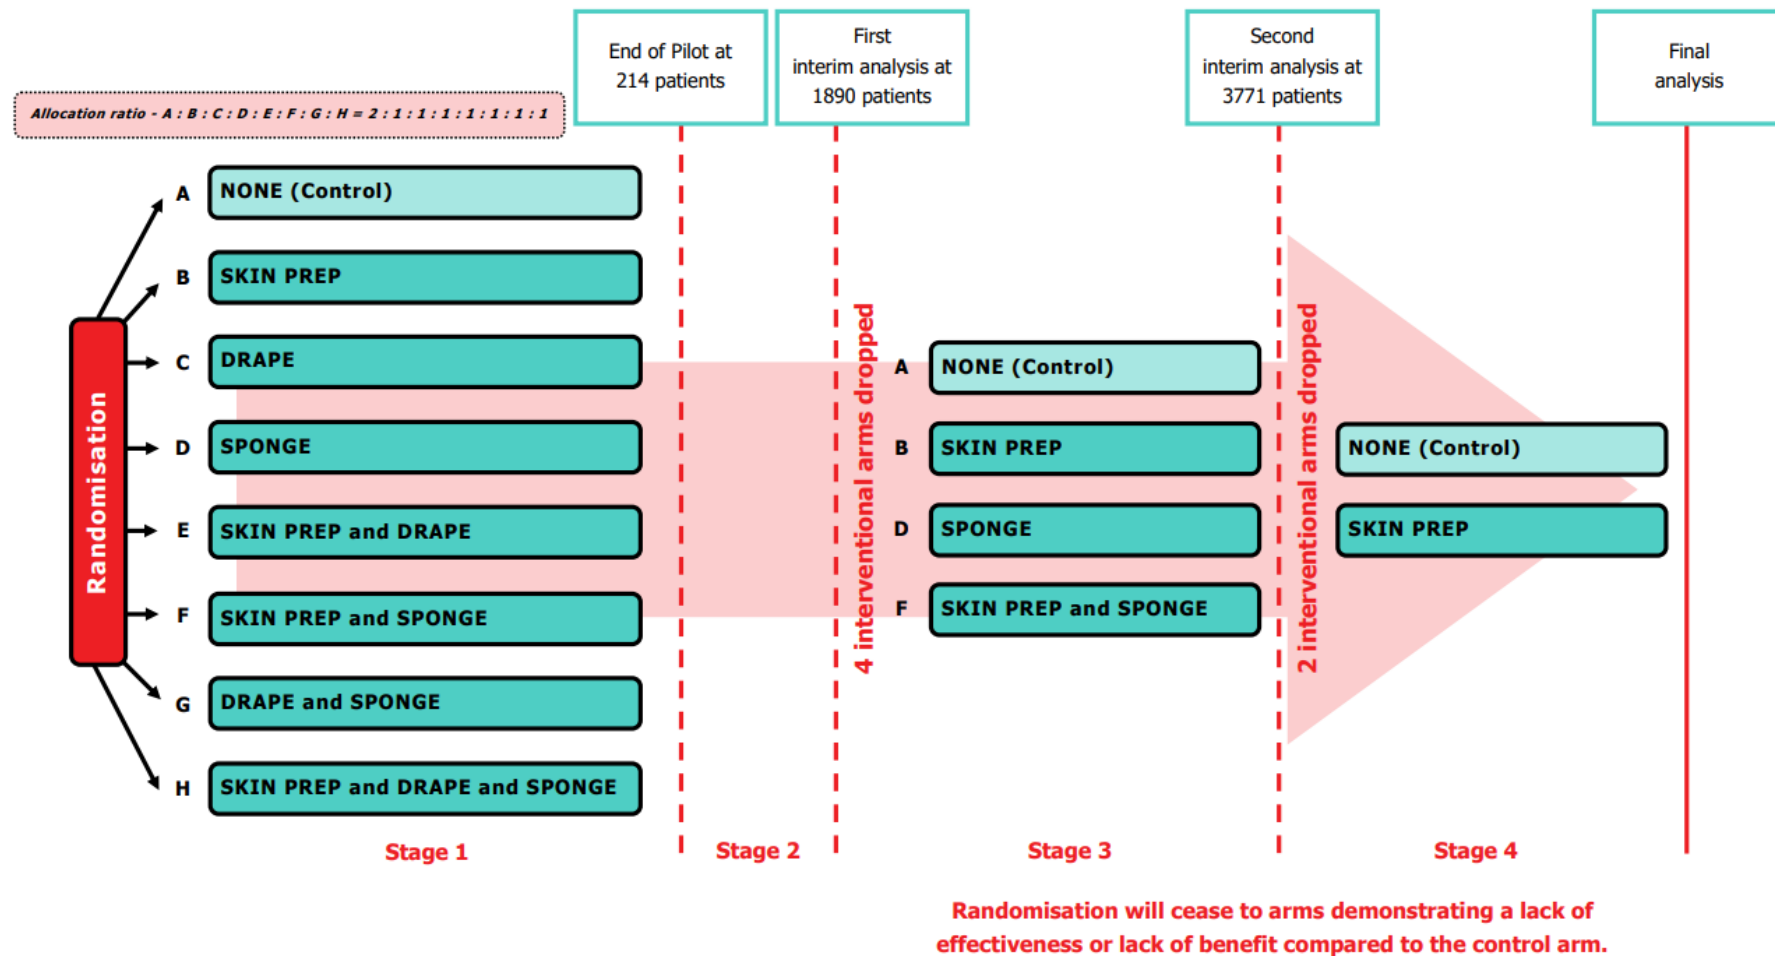 End of Pilot at
214 patients
First
interim analysis at
1890 patients
Second
interim analysis at
3771 patients
Final
analysis
Allocation ratio - A : B : C : D : E : F : G : H = 2 : 1 : 1 : 1 : 1 : 1 : 1 : 1
Randomisation
A
NONE (Control)
B
SKIN PREP
C
DRAPE
D
SPONGE
E
SKIN PREP and DRAPE
F
SKIN PREP and SPONGE
G
DRAPE and SPONGE
H
SKIN PREP and DRAPE and SPONGE
4 interventional arms dropped
A
NONE (Control)
B
SKIN PREP
D
SPONGE
F
SKIN PREP and SPONGE
2 interventional arms dropped
NONE (Control)
SKIN PREP
Stage 1
Stage 2
Stage 3
Stage 4
Randomisation will cease to arms demonstrating a lack of
effectiveness or lack of benefit compared to the control arm.